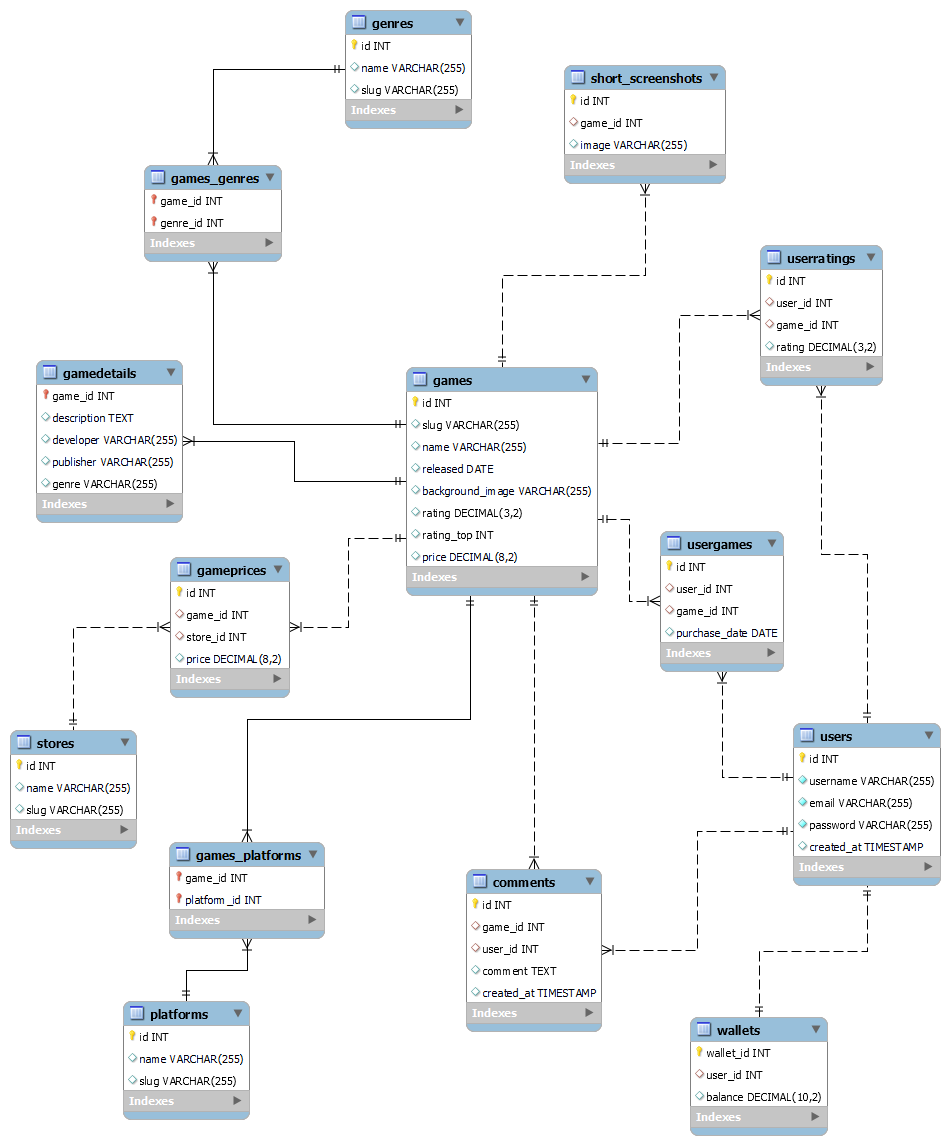 genres
id INT
name VARCHAR(255)
slug VARCHAR(255)
Indexes
short_screenshots
id INT
game_id INT
image VARCHAR(255)
Indexes
games_genres
game_id INT
genre_id INT
Indexes
userratings
id INT
user_id INT
game_id INT
rating DECIMAL(3,2)
Indexes
gamedetails
game_id INT
description TEXT
developer VARCHAR(255)
publisher VARCHAR(255)
genre VARCHAR(255)
Indexes
games
id INT
slug VARCHAR(255)
name VARCHAR(255)
released DATE
background_image VARCHAR(255)
rating DECIMAL(3,2)
rating_top INT
price DECIMAL(8,2)
Indexes
usergames
id INT
user_id INT
game_id INT
purchase_date DATE
Indexes
gameprices
id INT
game_id INT
store_id INT
price DECIMAL(8,2)
Indexes
stores
id INT
name VARCHAR(255)
slug VARCHAR(255)
Indexes
users
id INT
username VARCHAR(255)
email VARCHAR(255)
password VARCHAR(255)
created_at TIMESTAMP
Indexes
games_platforms
game_id INT
platform_id INT
Indexes
comments
id INT
game_id INT
user_id INT
comment TEXT
created_at TIMESTAMP
Indexes
platforms
id INT
name VARCHAR(255)
slug VARCHAR(255)
Indexes
wallets
wallet_id INT
user_id INT
balance DECIMAL(10,2)
Indexes